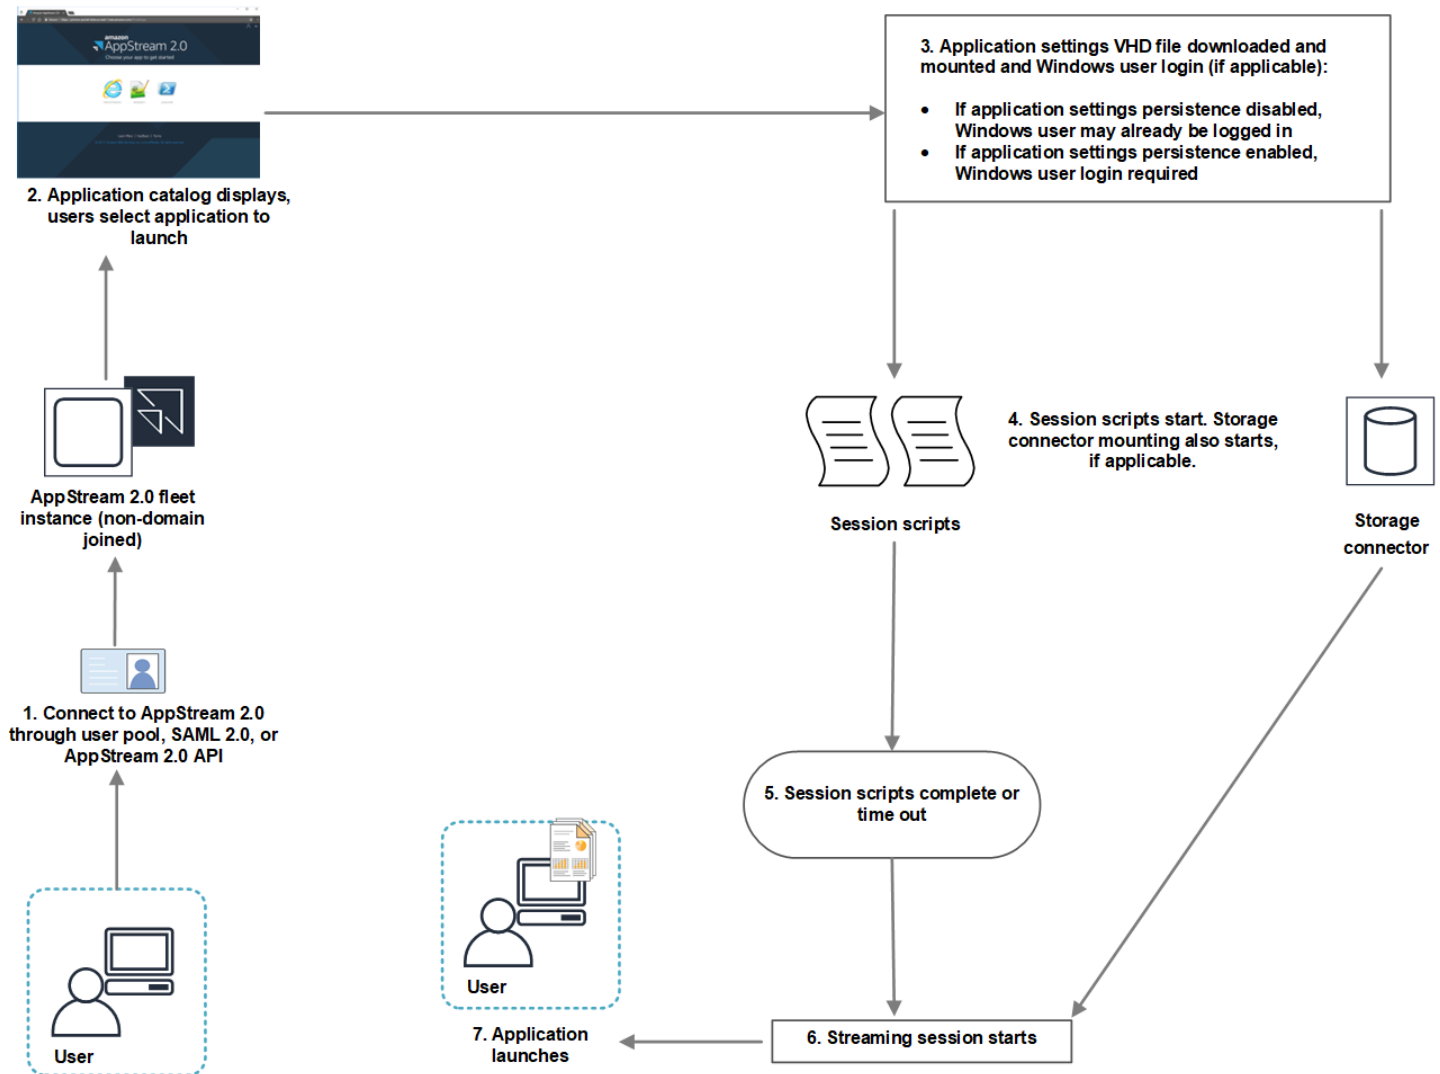 amazon
AppStream 2.0
Choose your app to get started
2. Application catalog displays,
users select application to
launch
3. Application settings VHD file downloaded and
mounted and Windows user login (if applicable):
• If application settings persistence disabled,
Windows user may already be logged in
• If application settings persistence enabled,
Windows user login required
AppStream 2.0 fleet
instance (non-domain
joined)
4. Session scripts start. Storage
connector mounting also starts,
if applicable.
Session scripts
Storage
connector
1. Connect to AppStream 2.0
through user pool, SAML 2.0, or
AppStream 2.0 API
5. Session scripts complete or
time out
User
User
7. Application
launches
6. Streaming session starts